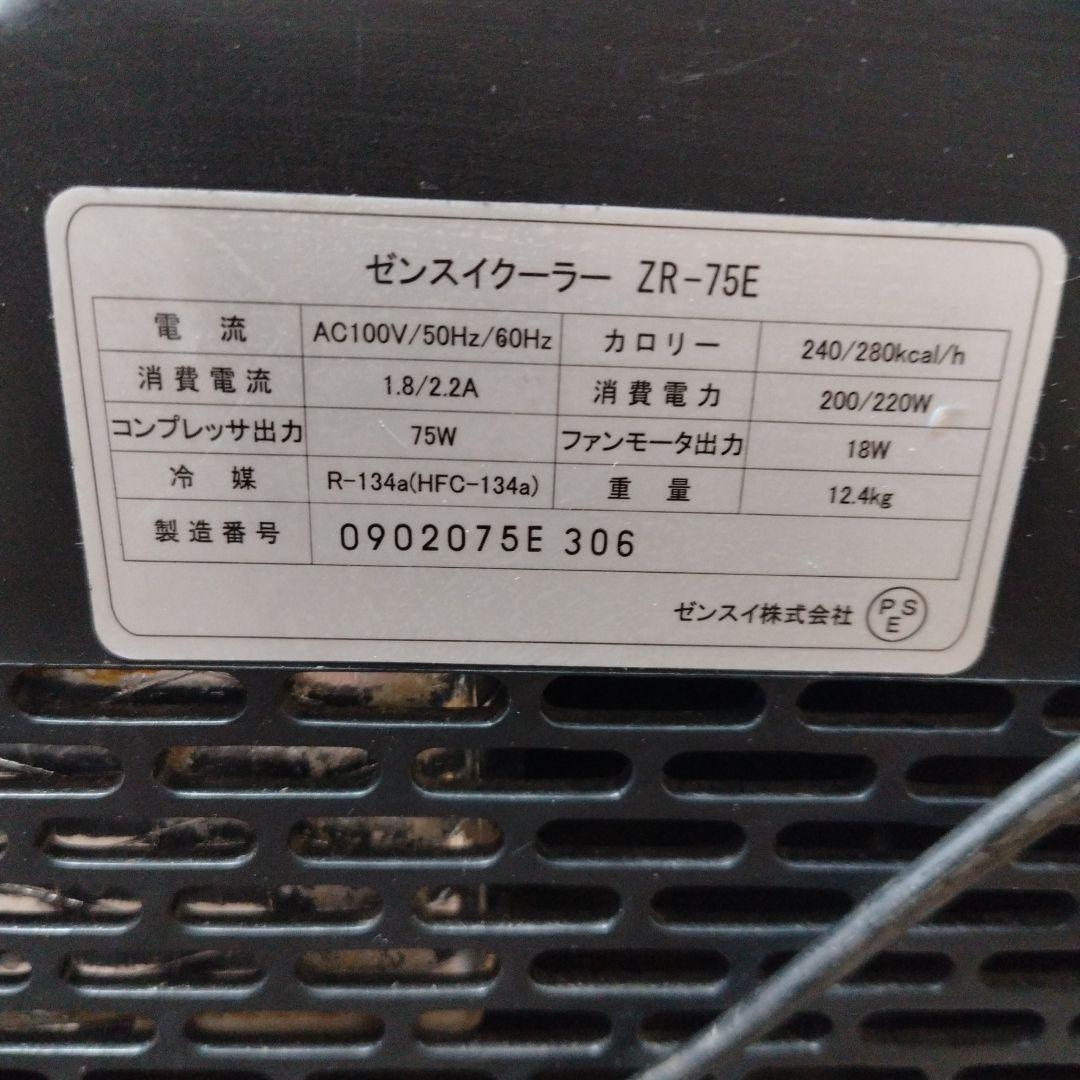 ゼンスイクーラー ZR-75E
電 流 AC100V/50Hz/60Hz カロリー 240/280kcal/h
消費電流 1.8/2.2A 消費電力 200/220W
コンプレッサ出力 75W ファンモータ出力 18W
冷 媒 R-134a(HFC-134a) 重 量 12.4kg
製造番号 0902075E 306
ゼンスイ株式会社 PSE